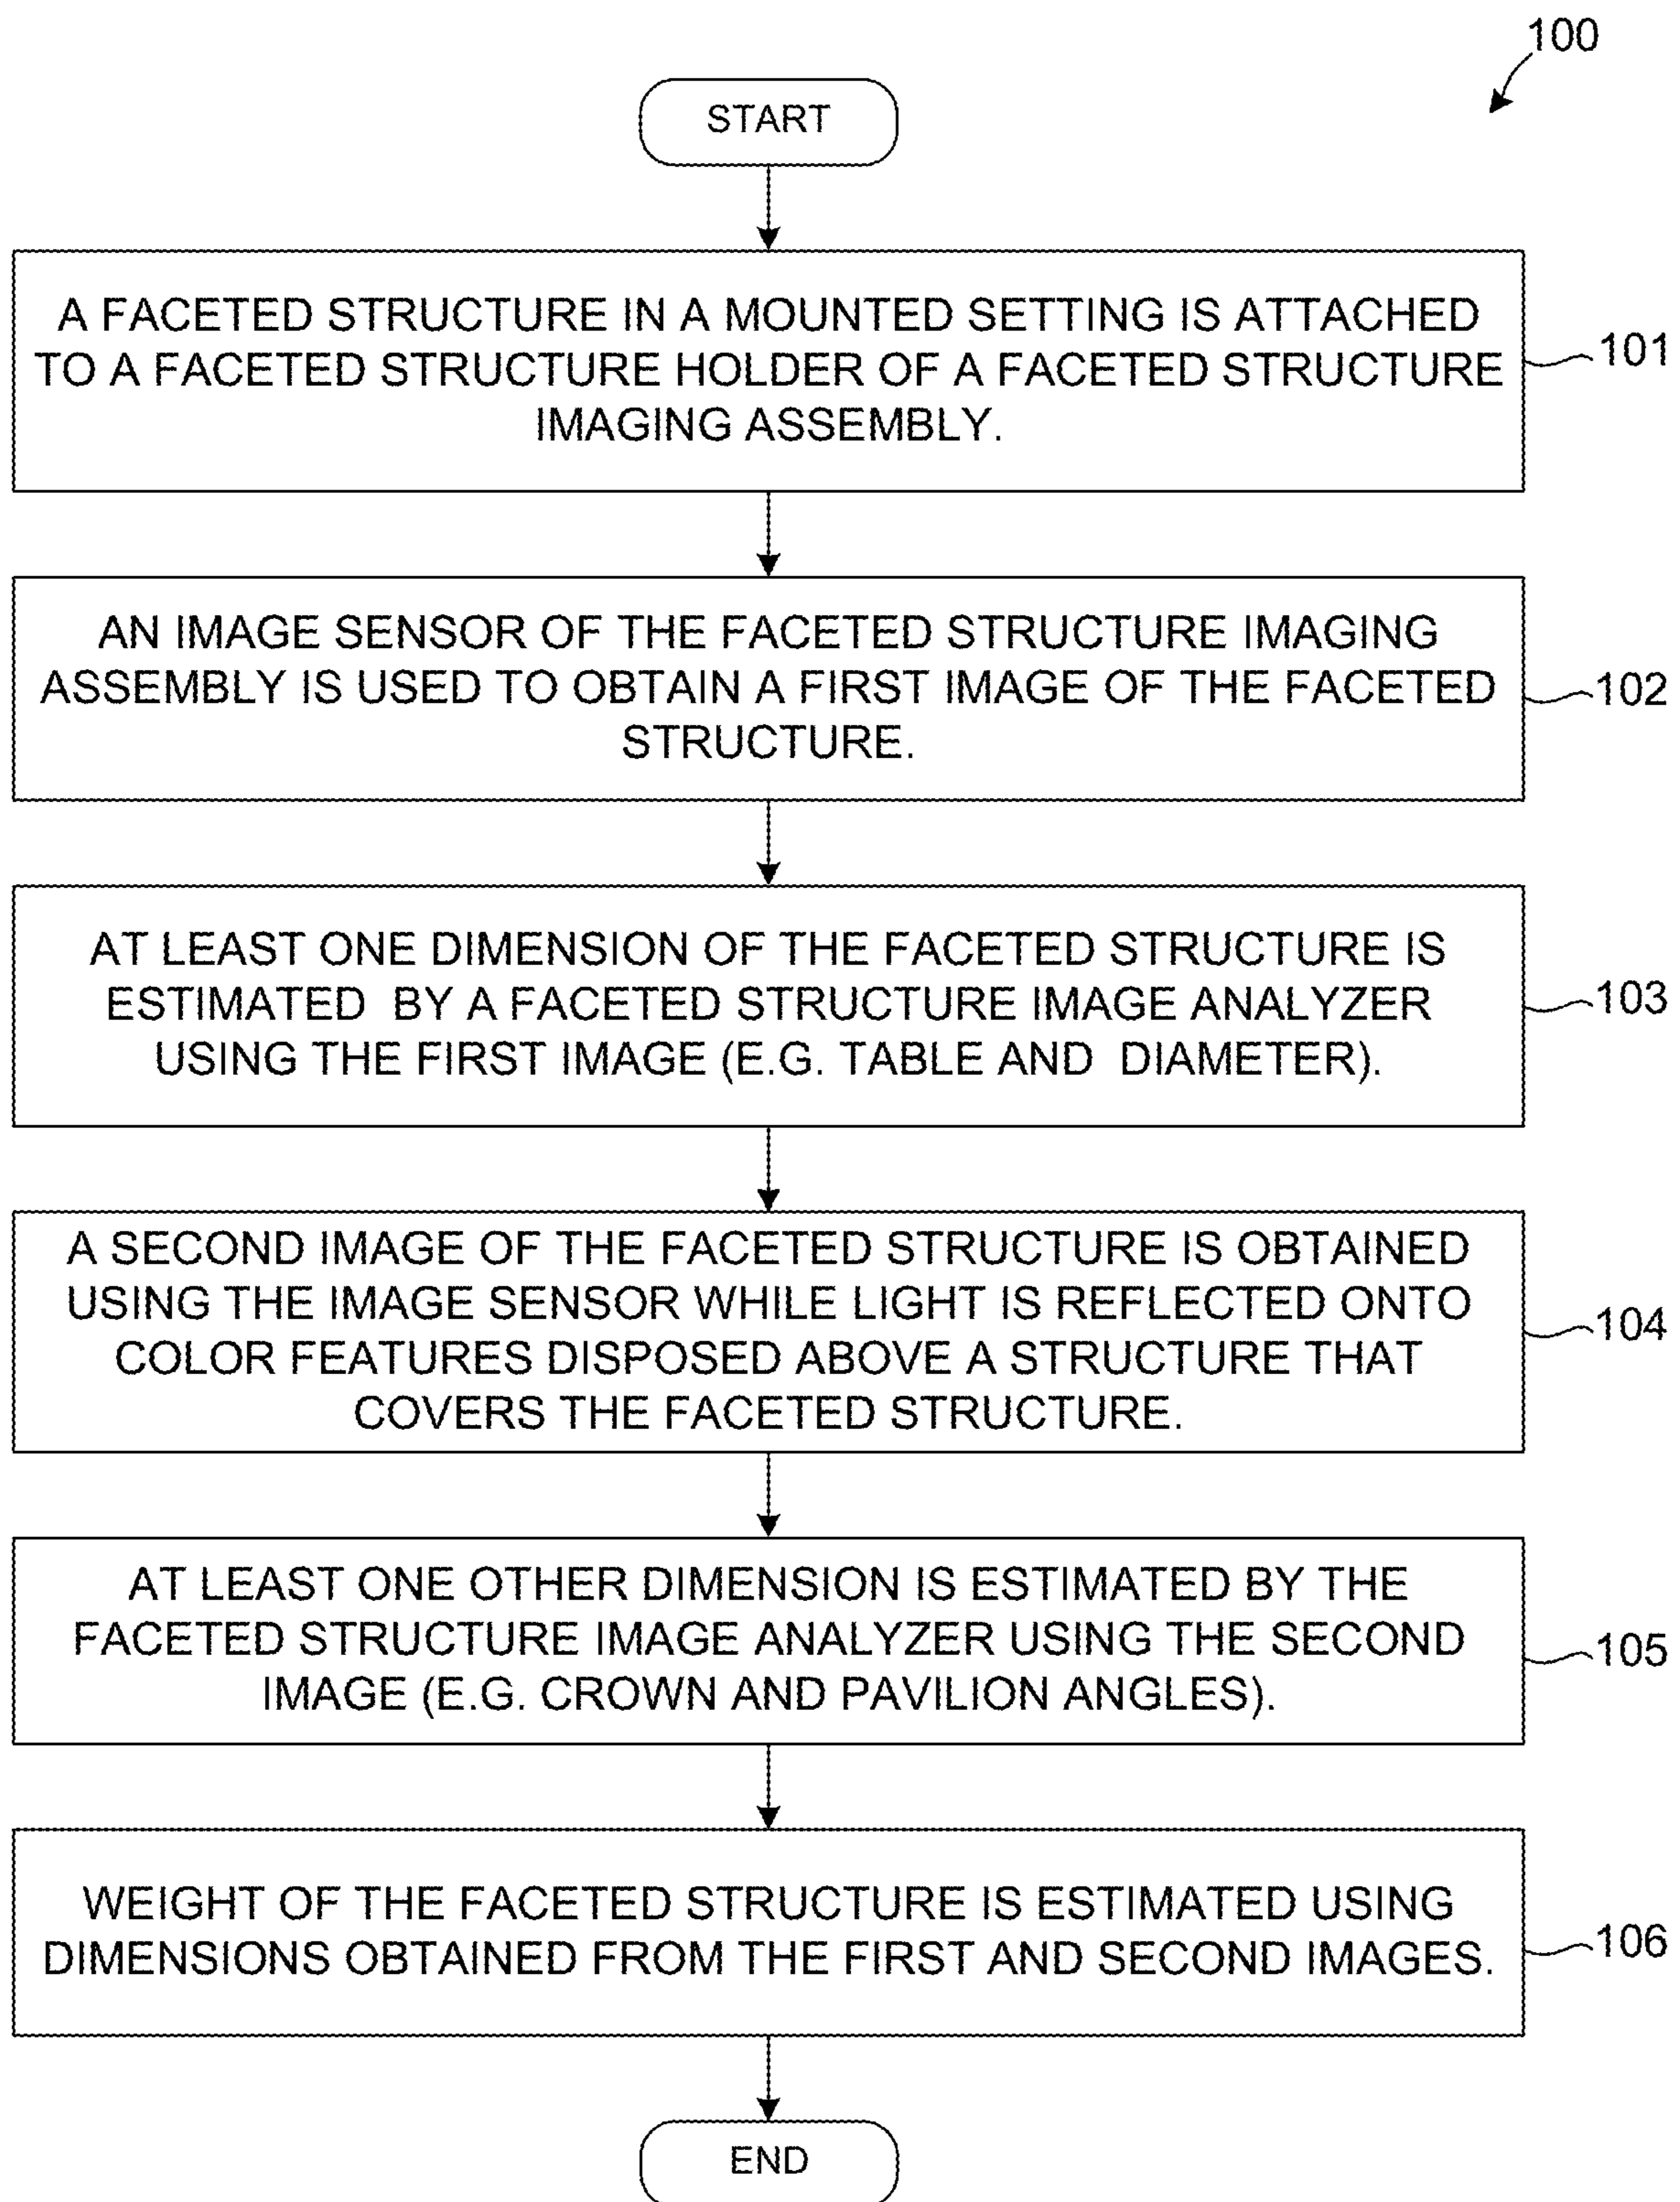 100
START
A FACETED STRUCTURE IN A MOUNTED SETTING IS ATTACHED
TO A FACETED STRUCTURE HOLDER OF A FACETED STRUCTURE
IMAGING ASSEMBLY.
101
AN IMAGE SENSOR OF THE FACETED STRUCTURE IMAGING
ASSEMBLY IS USED TO OBTAIN A FIRST IMAGE OF THE FACETED
STRUCTURE.
102
AT LEAST ONE DIMENSION OF THE FACETED STRUCTURE IS
ESTIMATED BY A FACETED STRUCTURE IMAGE ANALYZER
USING THE FIRST IMAGE (E.G. TABLE AND DIAMETER).
103
A SECOND IMAGE OF THE FACETED STRUCTURE IS OBTAINED
USING THE IMAGE SENSOR WHILE LIGHT IS REFLECTED ONTO
COLOR FEATURES DISPOSED ABOVE A STRUCTURE THAT
COVERS THE FACETED STRUCTURE.
104
AT LEAST ONE OTHER DIMENSION IS ESTIMATED BY THE
FACETED STRUCTURE IMAGE ANALYZER USING THE SECOND
IMAGE (E.G. CROWN AND PAVILION ANGLES).
105
WEIGHT OF THE FACETED STRUCTURE IS ESTIMATED USING
DIMENSIONS OBTAINED FROM THE FIRST AND SECOND IMAGES.
106
END